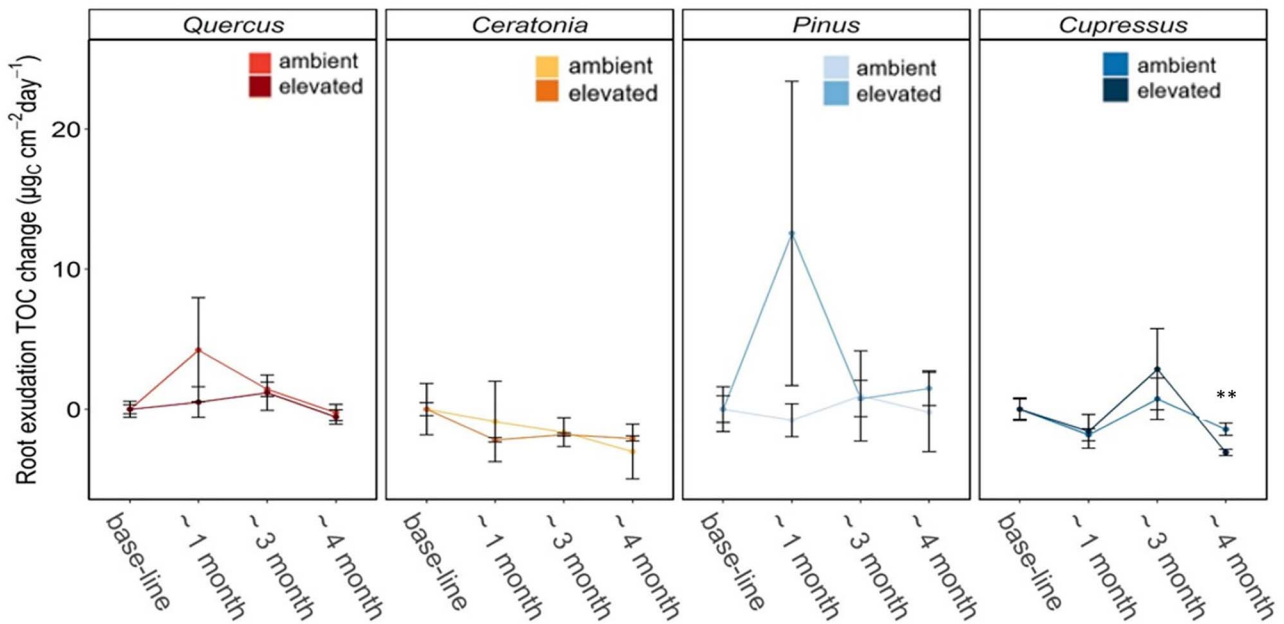 Quercus
Ceratonia
Pinus
Cupressus
Root exudation TOC change (µgC cm−2day−1)
20
10
0
ambient
elevated
ambient
elevated
ambient
elevated
ambient
elevated
**
base-line
~ 1 month
~ 3 month
~ 4 month
base-line
~ 1 month
~ 3 month
~ 4 month
base-line
~ 1 month
~ 3 month
~ 4 month
base-line
~ 1 month
~ 3 month
~ 4 month